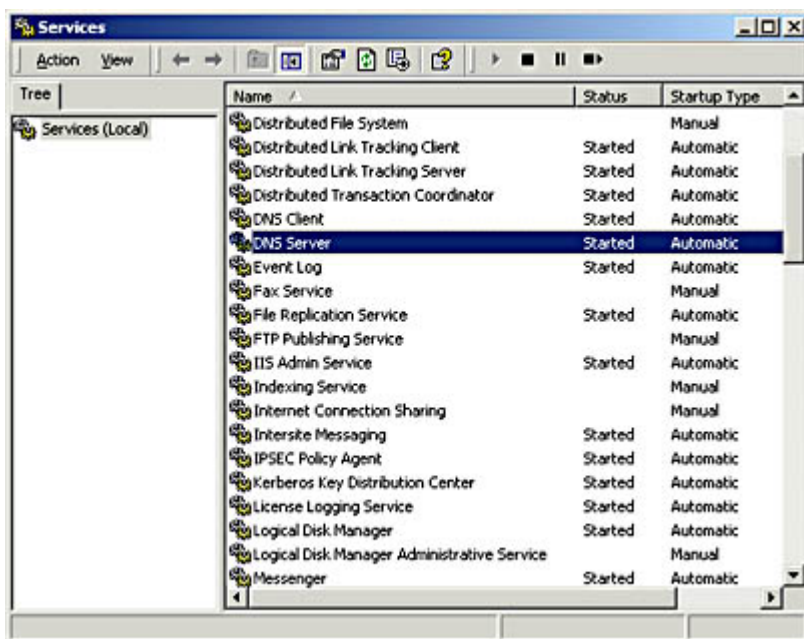 Services
Action View
Tree
Services (Local)
Name Status Startup Type
Distributed File System Manual
Distributed Link Tracking Client Started Automatic
Distributed Link Tracking Server Started Automatic
Distributed Transaction Coordinator Started Automatic
DNS Client Started Automatic
DNS Server Started Automatic
Event Log Started Automatic
Fax Service Manual
File Replication Service Started Automatic
FTP Publishing Service Manual
IIS Admin Service Started Automatic
Indexing Service Manual
Internet Connection Sharing Manual
Intersite Messaging Started Automatic
IPSEC Policy Agent Started Automatic
Kerberos Key Distribution Center Started Automatic
License Logging Service Started Automatic
Logical Disk Manager Started Automatic
Logical Disk Manager Administrative Service Manual
Messenger Started Automatic